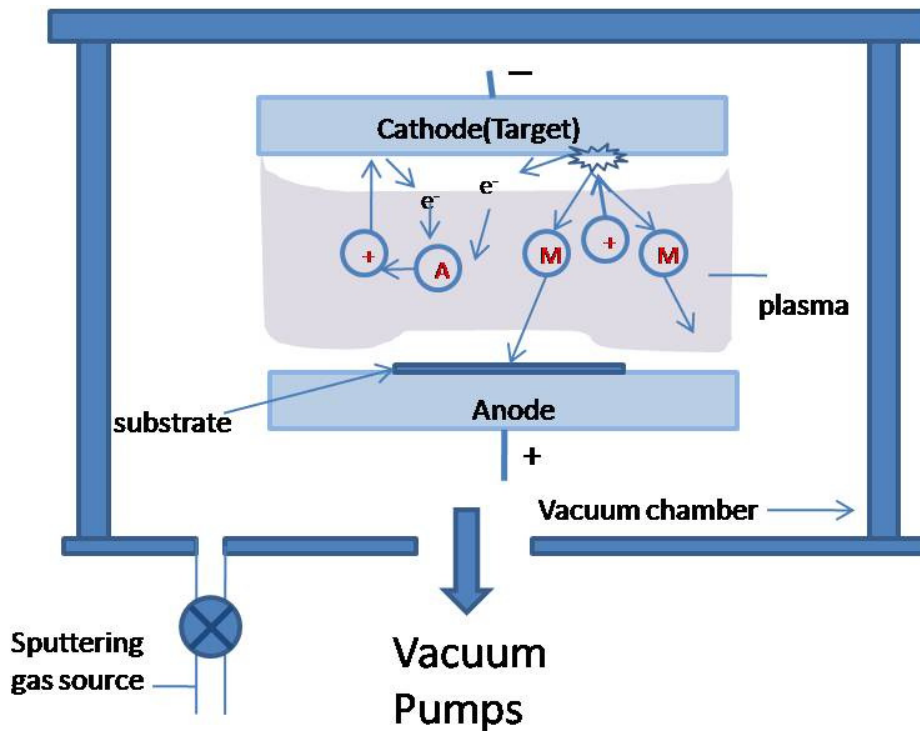 −
Cathode(Target)
e⁻
e⁻
+
A
M
+
M
plasma
substrate
Anode
+
Vacuum chamber
Sputtering
gas source
Vacuum
Pumps